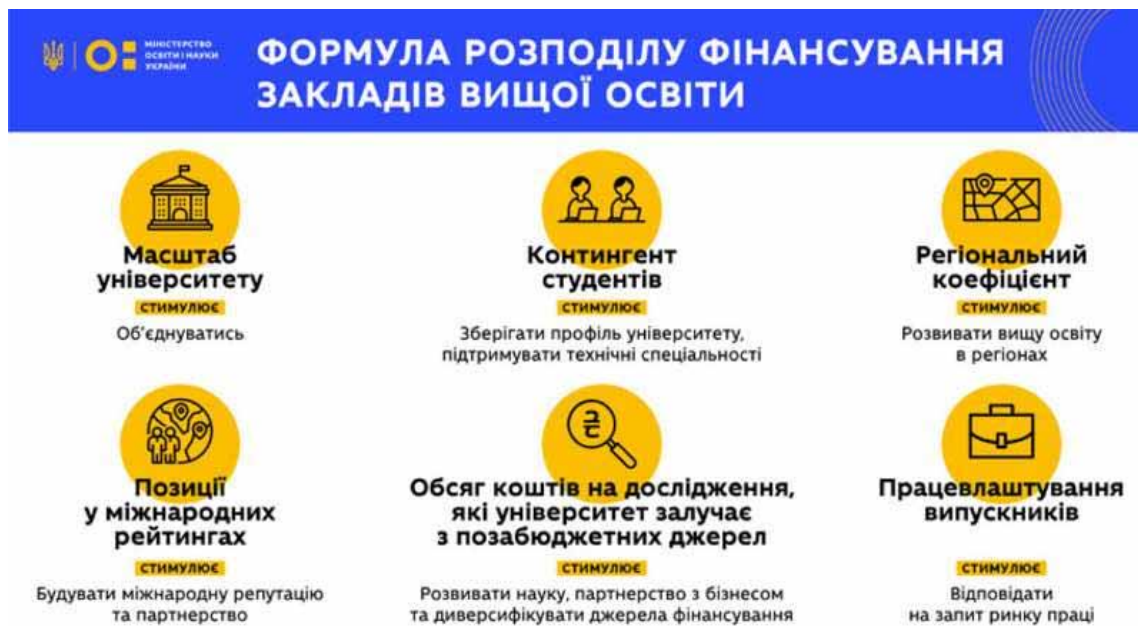 МІНІСТЕРСТВО
ОСВІТИ І НАУКИ
УКРАЇНИ
ФОРМУЛА РОЗПОДІЛУ ФІНАНСУВАННЯ
ЗАКЛАДІВ ВИЩОЇ ОСВІТИ
Масштаб
університету
СТИМУЛЮЄ
Об'єднуватись
Контингент
студентів
СТИМУЛЮЄ
Зберігати профіль університету,
підтримувати технічні спеціальності
Регіональний
коефіцієнт
СТИМУЛЮЄ
Розвивати вищу освіту
в регіонах
Позиції
у міжнародних
рейтингах
СТИМУЛЮЄ
Будувати міжнародну репутацію
та партнерство
Обсяг коштів на дослідження,
які університет залучає
з позабюджетних джерел
СТИМУЛЮЄ
Розвивати науку, партнерство з бізнесом
та диверсифікувати джерела фінансування
Працевлаштування
випускників
СТИМУЛЮЄ
Відповідати
на запит ринку праці